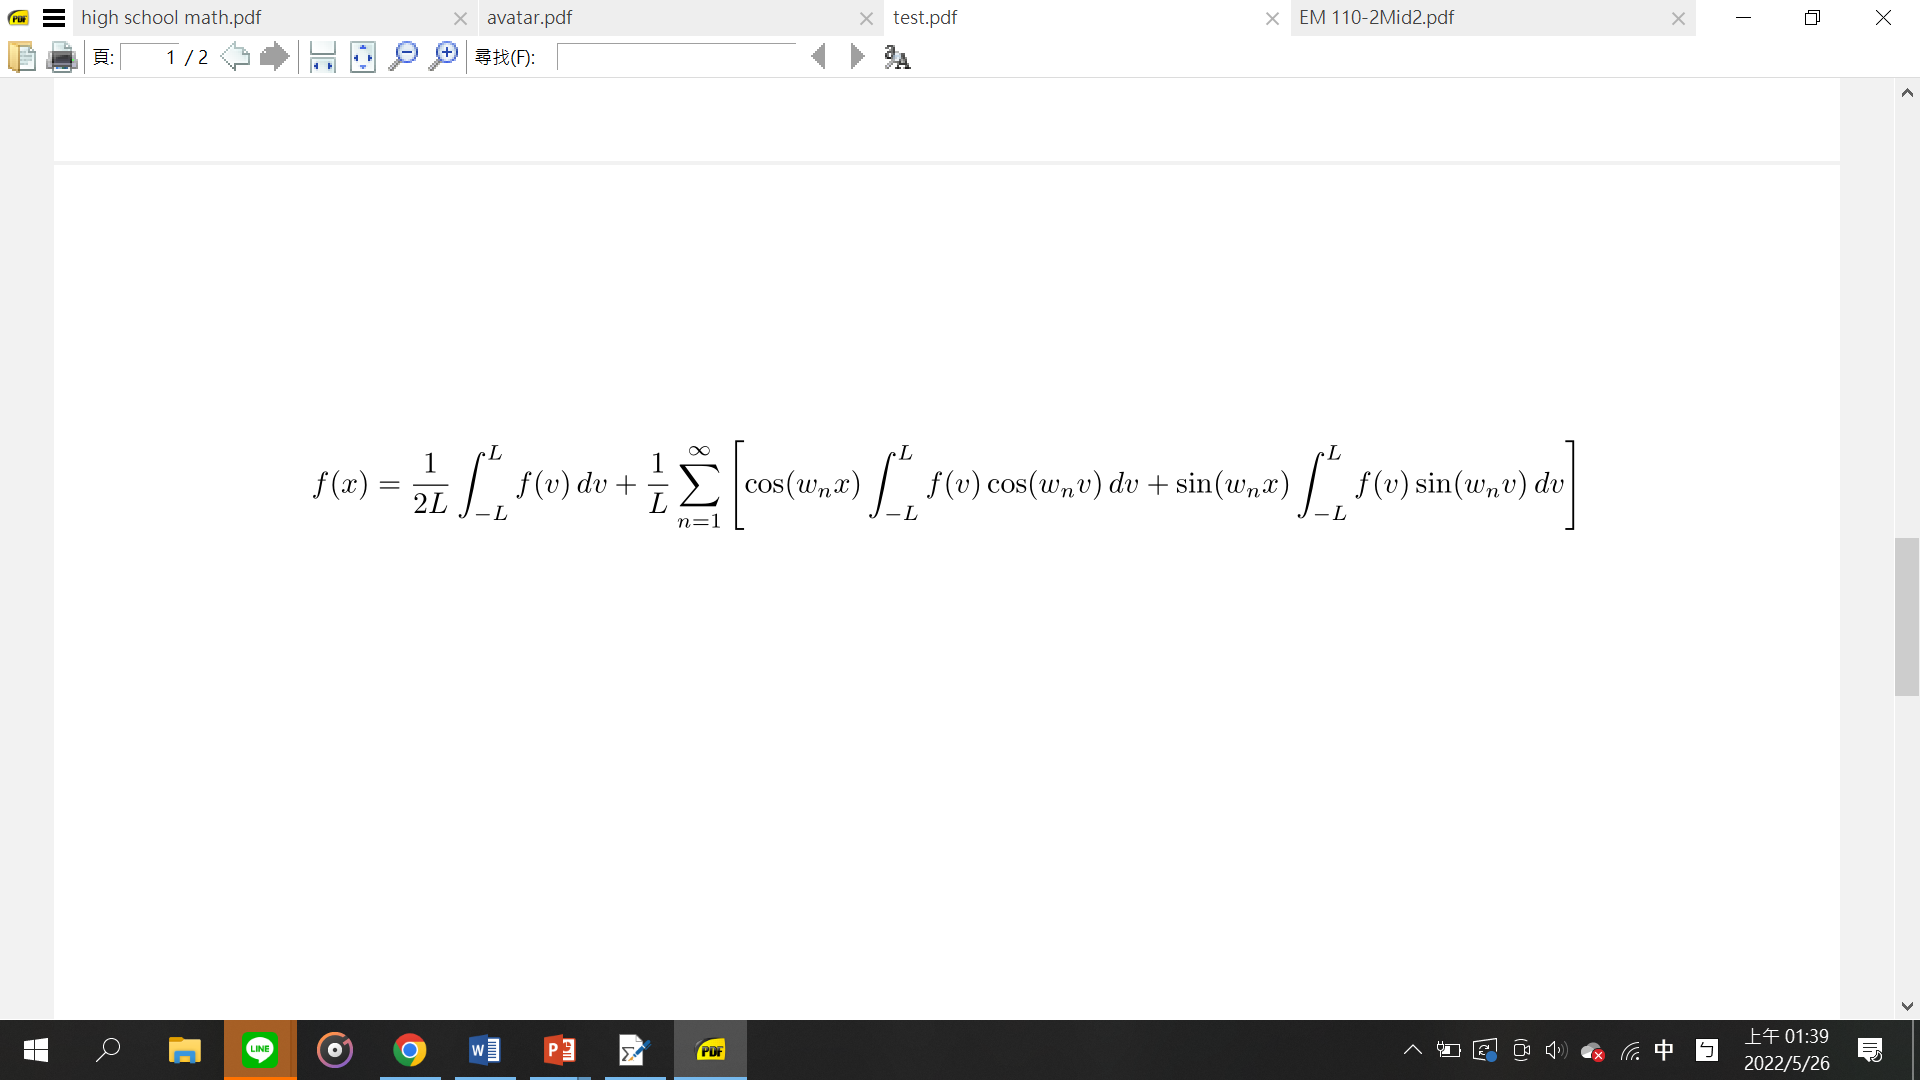 high school math.pdf
avatar.pdf
test.pdf
EM 110-2Mid2.pdf
頁: 1 / 2
尋找(F):
f(x) = \frac{1}{2L} \int_{-L}^{L} f(v) dv + \frac{1}{L} \sum_{n=1}^{\infty} \left[ \cos(w_n x) \int_{-L}^{L} f(v) \cos(w_n v) dv + \sin(w_n x) \int_{-L}^{L} f(v) \sin(w_n v) dv \right]
LINE
PDF
中
ㄅ
上午 01:39
2022/5/26